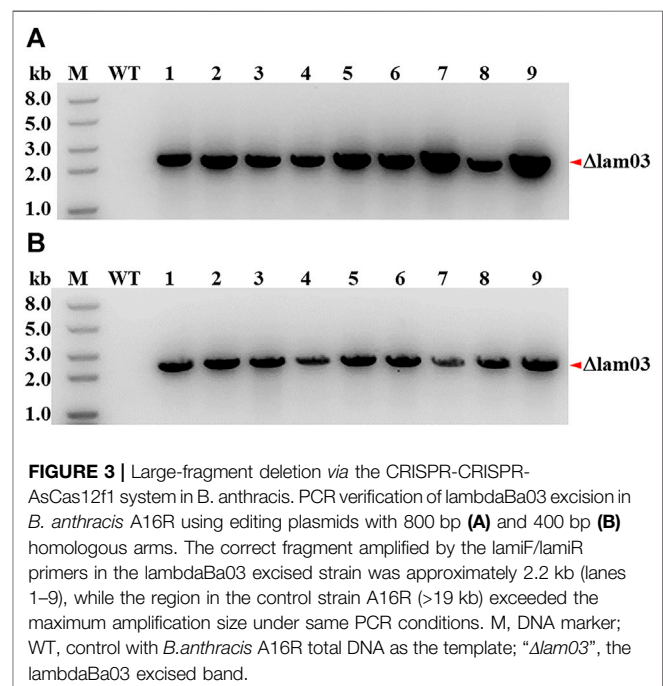 A
kb M WT 1 2 3 4 5 6 7 8 9
8.0
5.0
3.0
2.0
1.0
Δlam03
B
kb M WT 1 2 3 4 5 6 7 8 9
8.0
5.0
3.0
2.0
1.0
Δlam03
FIGURE 3 | Large-fragment deletion via the CRISPR-CRISPR-
AsCas12f1 system in B. anthracis. PCR verification of lambdaBa03 excision in
B. anthracis A16R using editing plasmids with 800 bp (A) and 400 bp (B)
homologous arms. The correct fragment amplified by the lamiF/lamiR
primers in the lambdaBa03 excised strain was approximately 2.2 kb (lanes
1–9), while the region in the control strain A16R (>19 kb) exceeded the
maximum amplification size under same PCR conditions. M, DNA marker;
WT, control with B.anthracis A16R total DNA as the template; “Δlam03”, the
lambdaBa03 excised band.